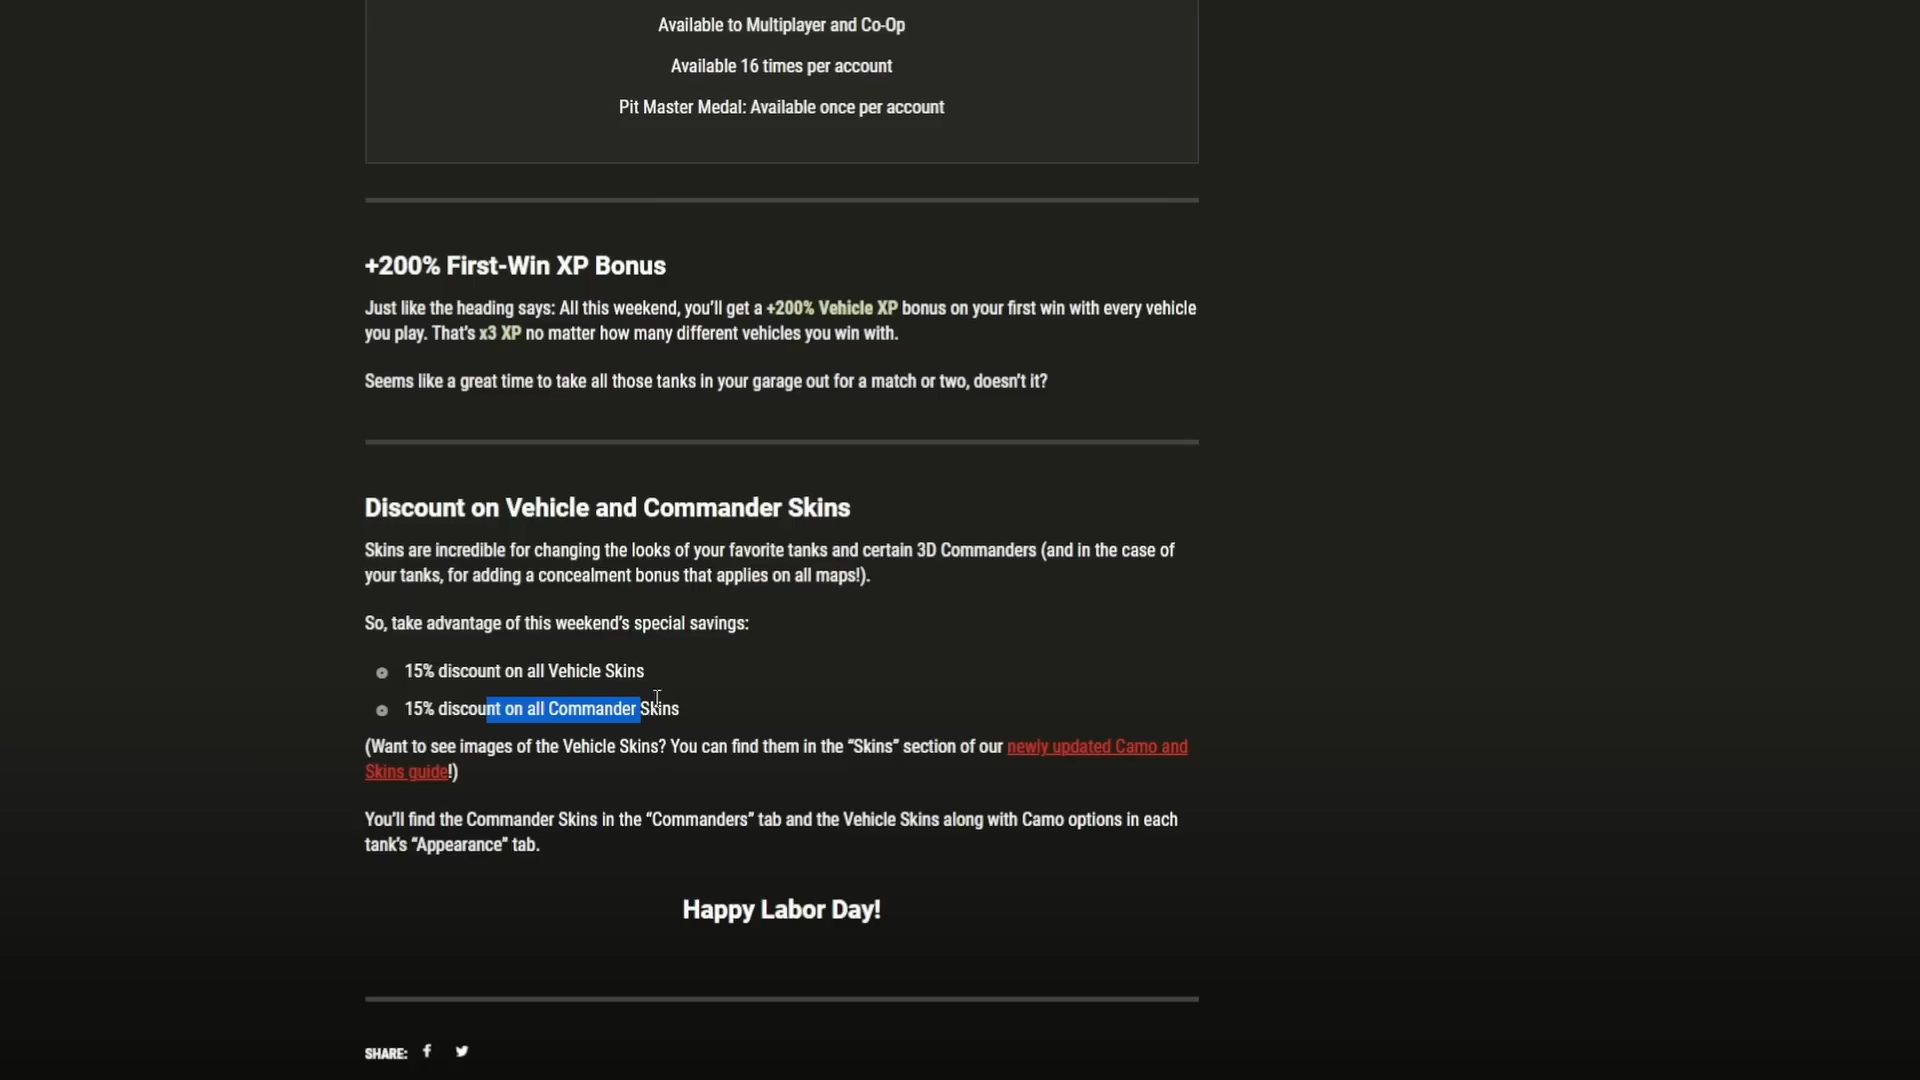 Available to Multiplayer and Co-Op
Available 16 times per account
Pit Master Medal: Available once per account
+200% First-Win XP Bonus
Just like the heading says: All this weekend, you’ll get a +200% Vehicle XP bonus on your first win with every vehicle
you play. That’s x3 XP no matter how many different vehicles you win with.
Seems like a great time to take all those tanks in your garage out for a match or two, doesn’t it?
Discount on Vehicle and Commander Skins
Skins are incredible for changing the looks of your favorite tanks and certain 3D Commanders (and in the case of
your tanks, for adding a concealment bonus that applies on all maps!).
So, take advantage of this weekend’s special savings:
15% discount on all Vehicle Skins
15% discount on all Commander Skins
(Want to see images of the Vehicle Skins? You can find them in the “Skins” section of our newly updated Camo and
Skins guide!)
You’ll find the Commander Skins in the “Commanders” tab and the Vehicle Skins along with Camo options in each
tank’s “Appearance” tab.
Happy Labor Day!
SHARE: